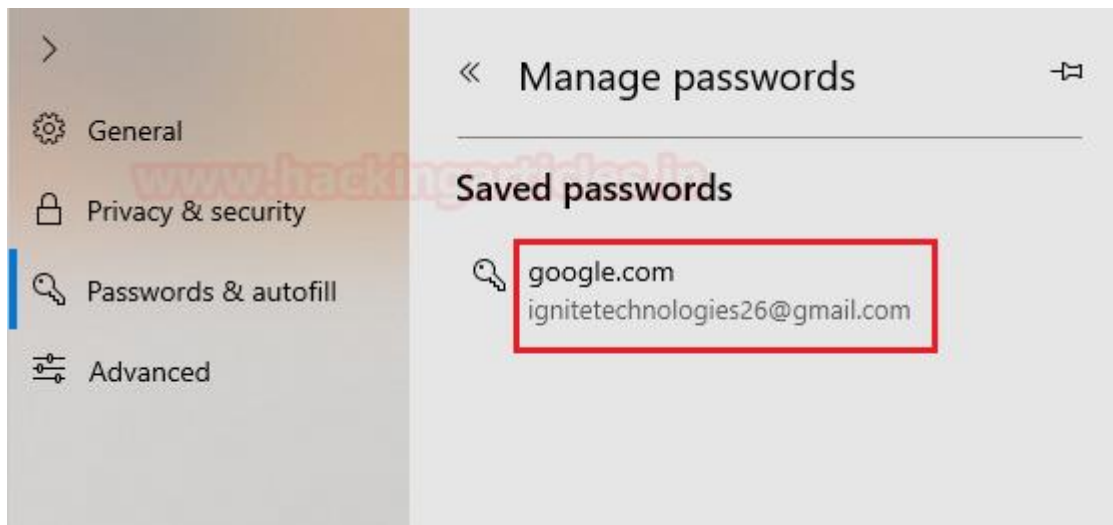 General
Privacy & security
Passwords & autofill
Advanced
Manage passwords
www.hackingarticles.in
Saved passwords
google.com
ignitetechnologies26@gmail.com